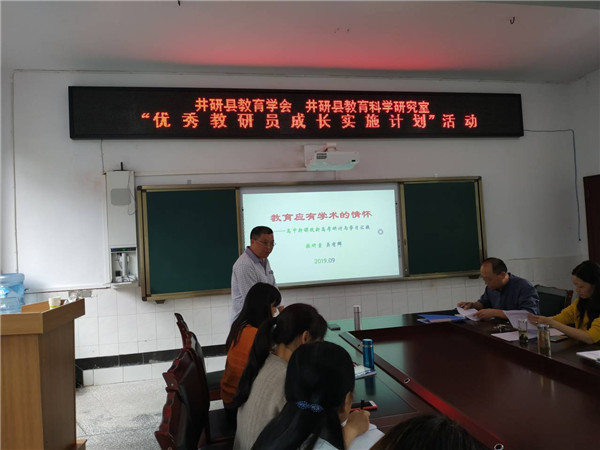 井研县教育学会 井研县教育科学研究室
“优秀教研员成长实施计划”活动
教育应有学术的情怀
2019.09